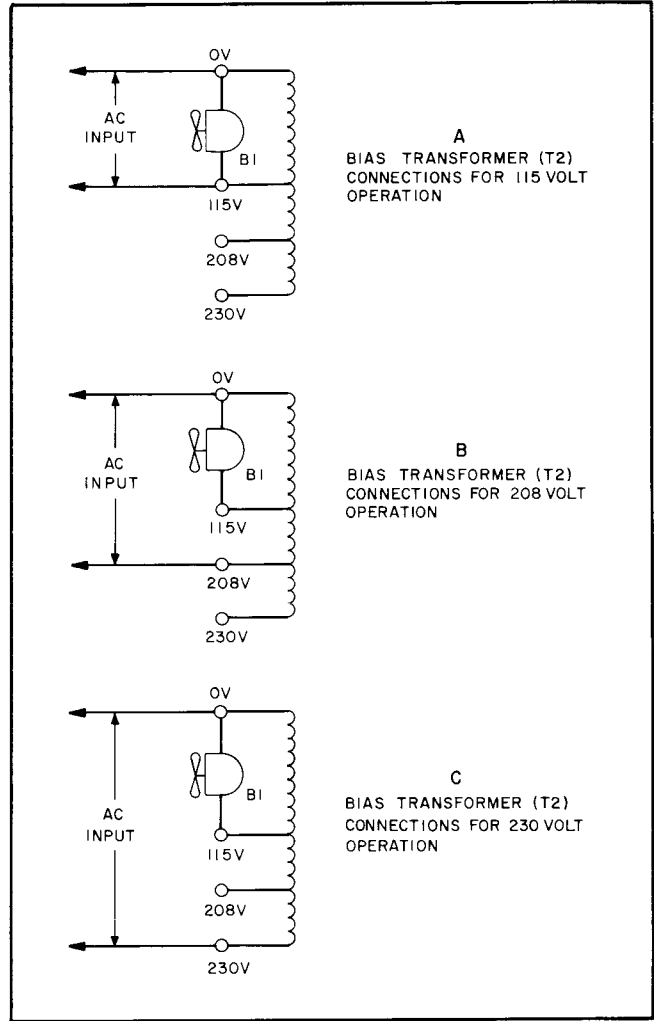 0V
AC
INPUT
B1
115V
208V
230V
A
BIAS TRANSFORMER (T2)
CONNECTIONS FOR 115 VOLT
OPERATION
0V
AC
INPUT
B1
115V
208V
230V
B
BIAS TRANSFORMER (T2)
CONNECTIONS FOR 208 VOLT
OPERATION
0V
AC
INPUT
B1
115V
208V
230V
C
BIAS TRANSFORMER (T2)
CONNECTIONS FOR 230 VOLT
OPERATION